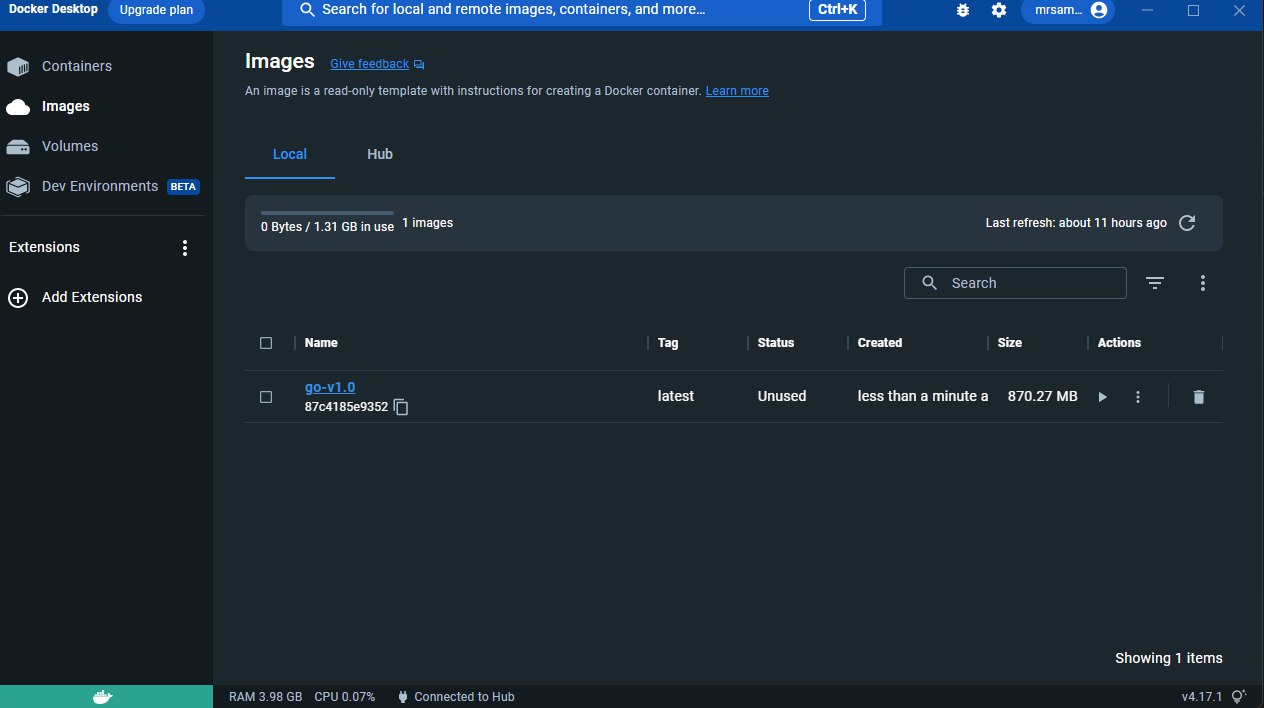 Docker Desktop
Upgrade plan
Search for local and remote images, containers, and more...
Ctrl+K
mrsam...
Containers
Images
Volumes
Dev Environments BETA
Extensions
Add Extensions
Images Give feedback
An image is a read-only template with instructions for creating a Docker container. Learn more
Local Hub
0 Bytes / 1.31 GB in use 1 images
Last refresh: about 11 hours ago
Search
Name Tag Status Created Size Actions
go-v1.0
87c4185e9352
latest Unused less than a minute a 870.27 MB
Showing 1 items
RAM 3.98 GB CPU 0.07% Connected to Hub
v4.17.1